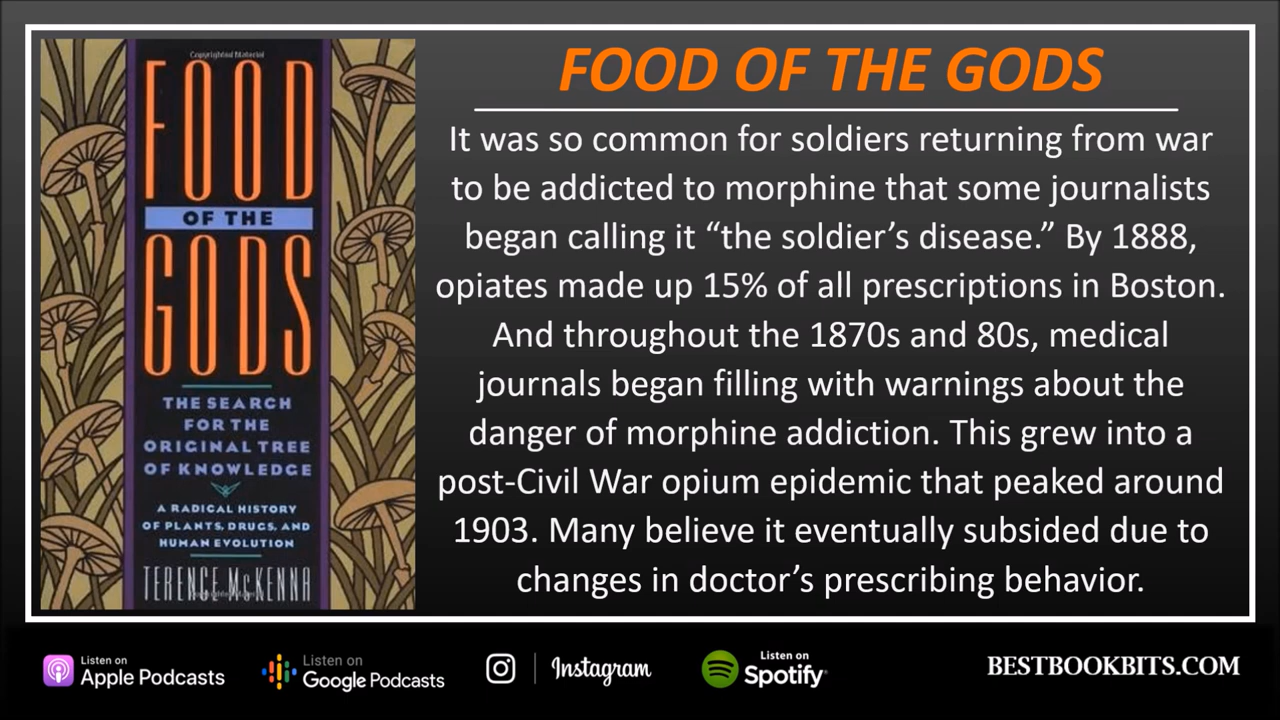 Copyrighted Material
FOOD
OF THE
GODS
THE SEARCH
FOR THE
ORIGINAL TREE
OF KNOWLEDGE
A RADICAL HISTORY
OF PLANTS, DRUGS, AND
HUMAN EVOLUTION
TERENCE McKENNA
FOOD OF THE GODS
It was so common for soldiers returning from war
to be addicted to morphine that some journalists
began calling it “the soldier’s disease.” By 1888,
opiates made up 15% of all prescriptions in Boston.
And throughout the 1870s and 80s, medical
journals began filling with warnings about the
danger of morphine addiction. This grew into a
post-Civil War opium epidemic that peaked around
1903. Many believe it eventually subsided due to
changes in doctor’s prescribing behavior.
Listen on
Apple Podcasts
Listen on
Google Podcasts
Instagram
Listen on
Spotify
BESTBOOKBITS.COM